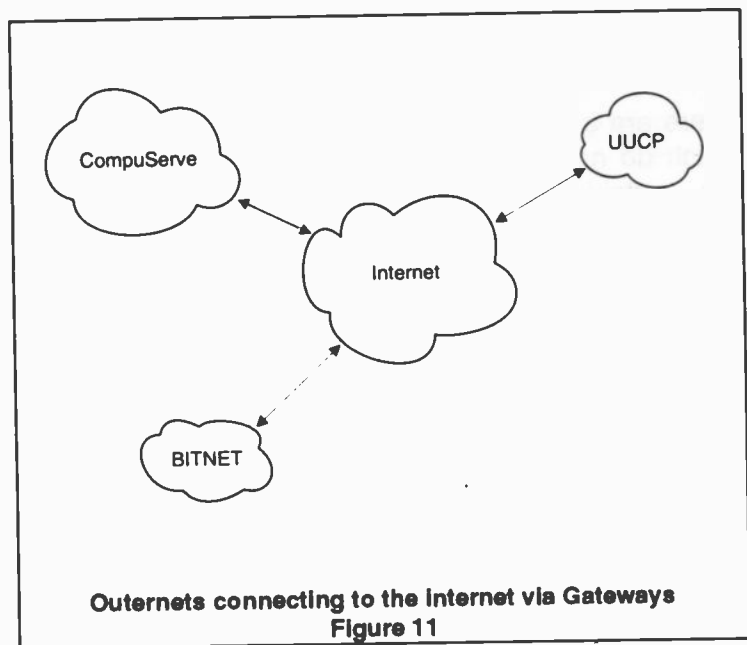 CompuServe
UUCP
Internet
BITNET
Outernets connecting to the Internet via Gateways
Figure 11